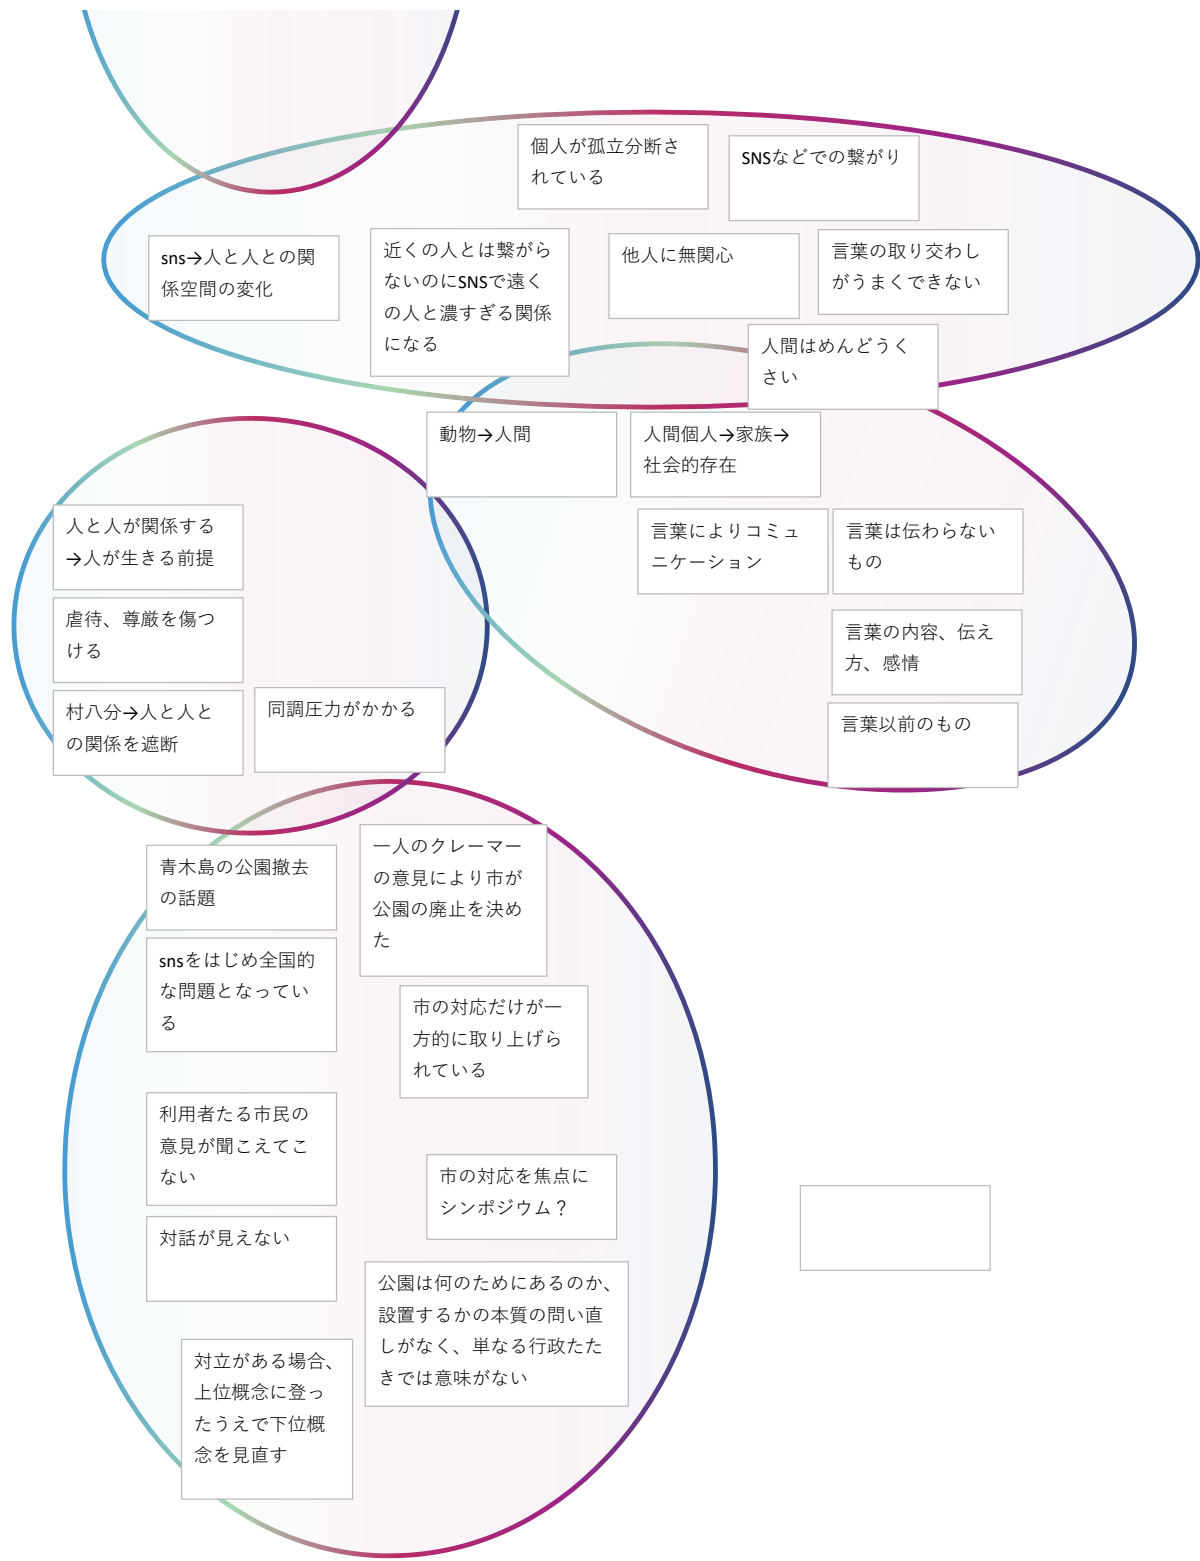 個人が孤立分断さ
れている
SNSなどでの繋がり
sns→人と人との関
係空間の変化
近くの人とは繋がら
ないのにSNSで遠く
の人と濃すぎる関係
になる
他人に無関心
言葉の取り交わし
がうまくできない
人間はめんどうく
さい
動物→人間
人間個人→家族→
社会的存在
言葉によりコミュ
ニケーション
言葉は伝わらない
もの
言葉の内容、伝え
方、感情
言葉以前のもの
人と人が関係する
→人が生きる前提
虐待、尊厳を傷つ
ける
村八分→人と人と
の関係を遮断
同調圧力がかかる
青木島の公園撤去
の話題
一人のクレーマー
の意見により市が
公園の廃止を決め
た
snsをはじめ全国的
な問題となってい
る
市の対応だけが一
方的に取り上げら
れている
利用者たる市民の
意見が聞こえてこ
ない
市の対応を焦点に
シンポジウム？
対話が見えない
公園は何のためにあるのか、
設置するかの本質の問い直
しがなく、単なる行政たた
きでは意味がない
対立がある場合、
上位概念に登っ
たうえで下位概
念を見直す